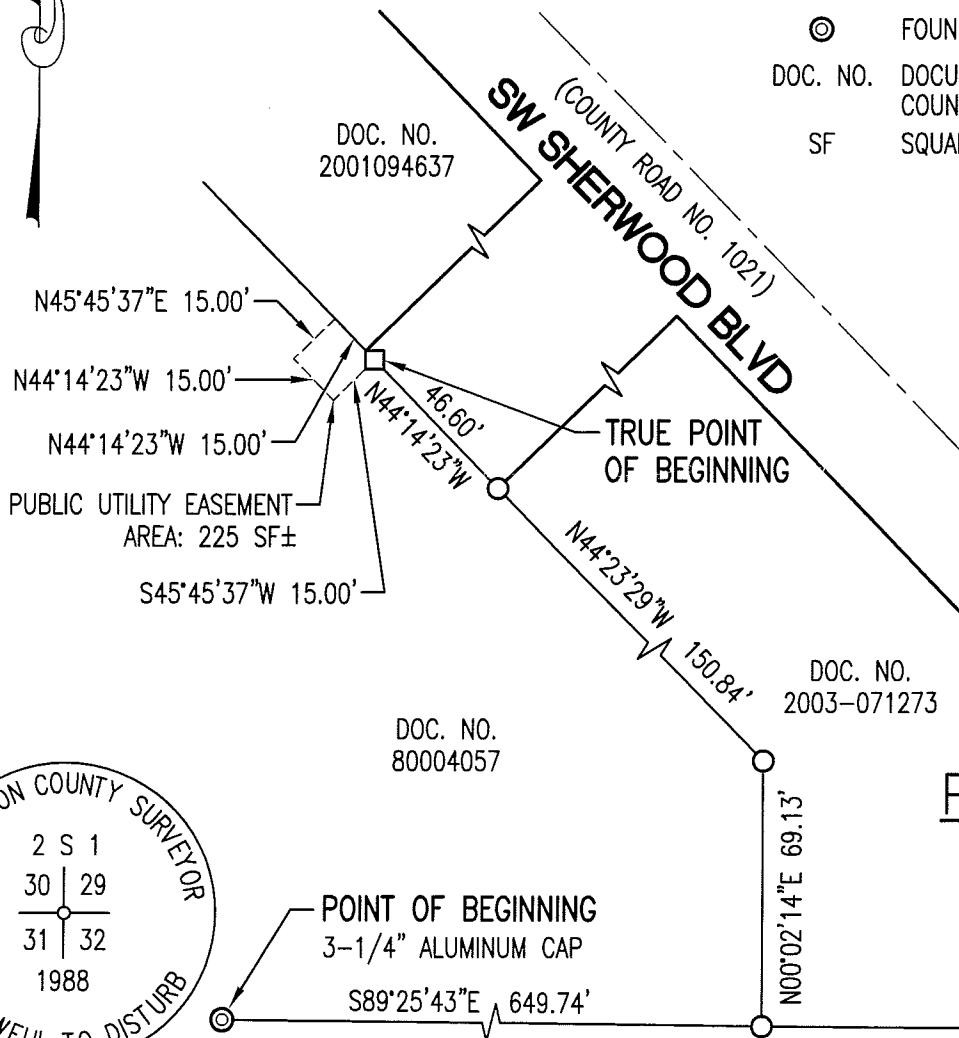 FOUN
DOC. NO. DOCU
COUN
SF SQUA
DOC. NO.
2001094637
SW SHERWOOD BLVD
(COUNTY ROAD NO. 1021)
N45°45'37"E 15.00'
N44°14'23"W 15.00'
N44°14'23"W 15.00'
PUBLIC UTILITY EASEMENT
AREA: 225 SF±
S45°45'37"W 15.00'
46.60'
N44°14'23"W
TRUE POINT
OF BEGINNING
N44°23'29"W 150.84'
DOC. NO.
2003-071273
DOC. NO.
80004057
N00°02'14"E 69.13'
ON COUNTY SURVEYOR
2 S 1
30 29
31 32
1988
WFUL TO DISTURB
POINT OF BEGINNING
3-1/4" ALUMINUM CAP
S89°25'43"E 649.74'